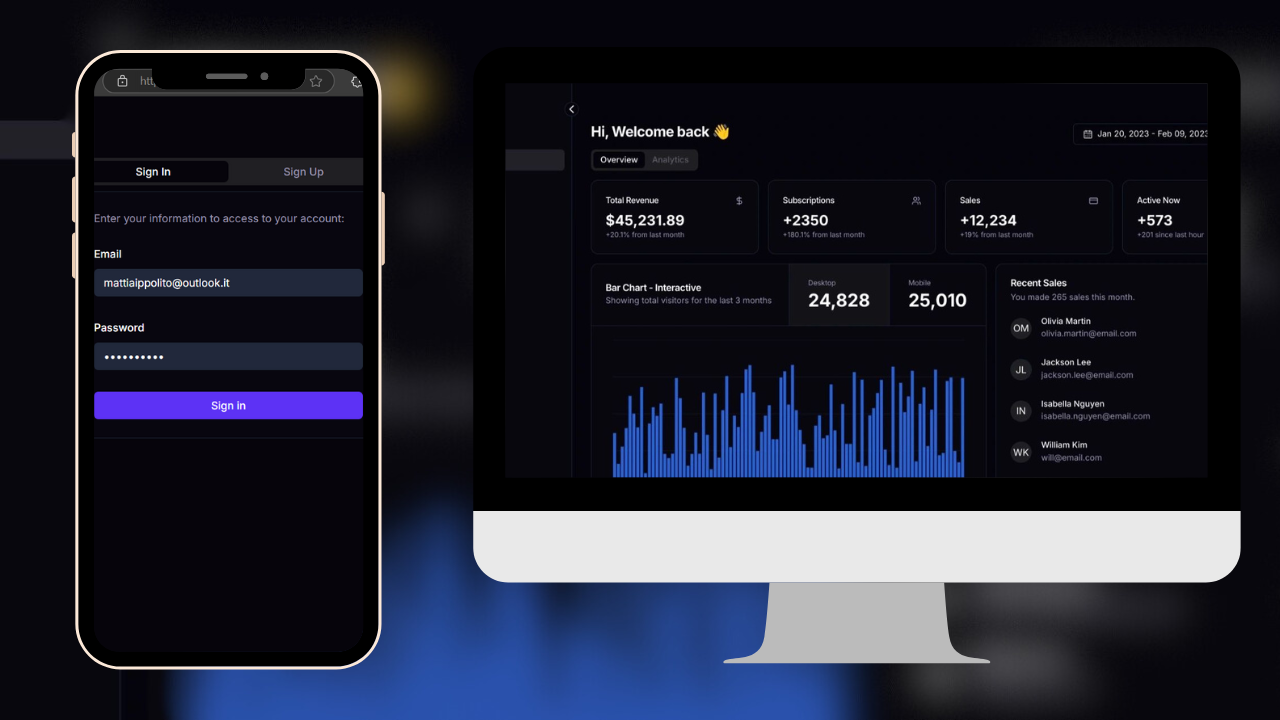 Sign In
Sign Up
Enter your information to access to your account:
Email
mattiaippolito@outlook.it
Password
••••••••••
Sign in
Hi, Welcome back 👋
Jan 20, 2023 - Feb 09, 2023
Overview
Analytics
Total Revenue
$
$45,231.89
+20.1% from last month
Subscriptions
+2350
+180.1% from last month
Sales
+12,234
+19% from last month
Active Now
+573
+201 since last hour
Bar Chart - Interactive
Showing total visitors for the last 3 months
Desktop
24,828
Mobile
25,010
Recent Sales
You made 265 sales this month.
OM
Olivia Martin
olivia.martin@email.com
JL
Jackson Lee
jackson.lee@email.com
IN
Isabella Nguyen
isabella.nguyen@email.com
WK
William Kim
will@email.com